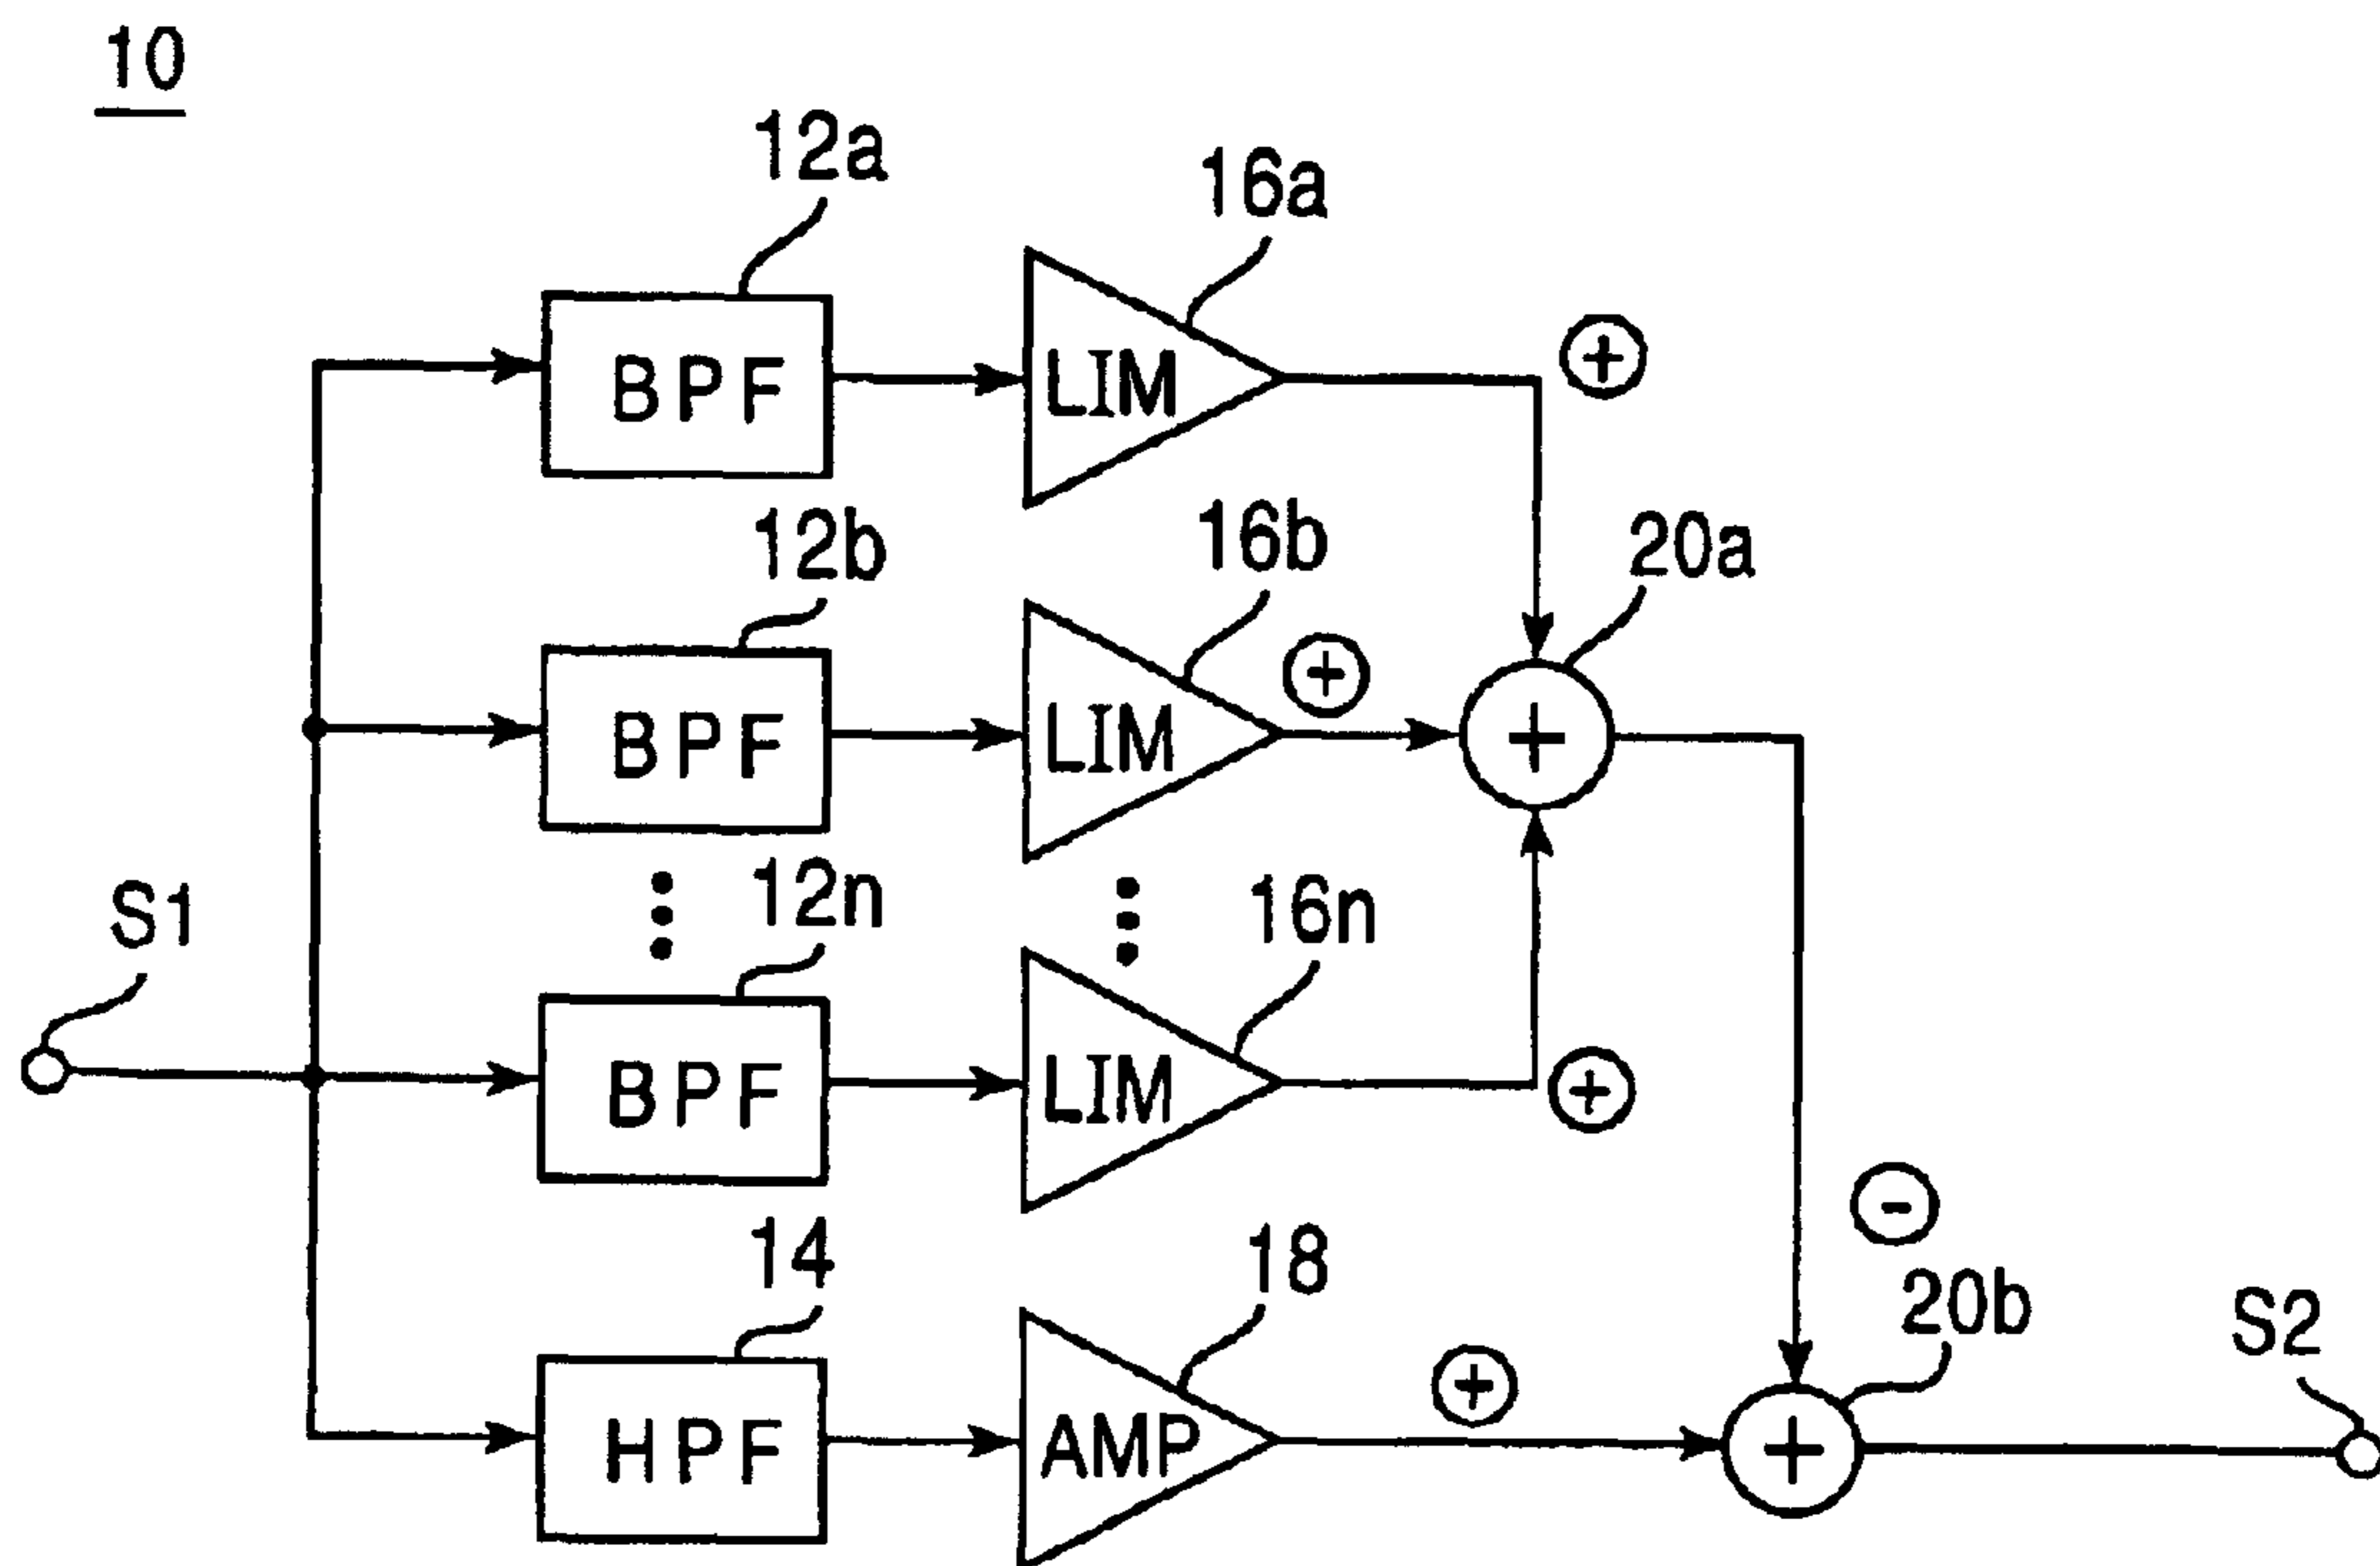 10
12a
16a
BPF
LIM
+
12b
16b
20a
+
BPF
LIM
+
S1
12n
16n
BPF
LIM
+
-
14
18
20b
S2
+
HPF
AMP
+